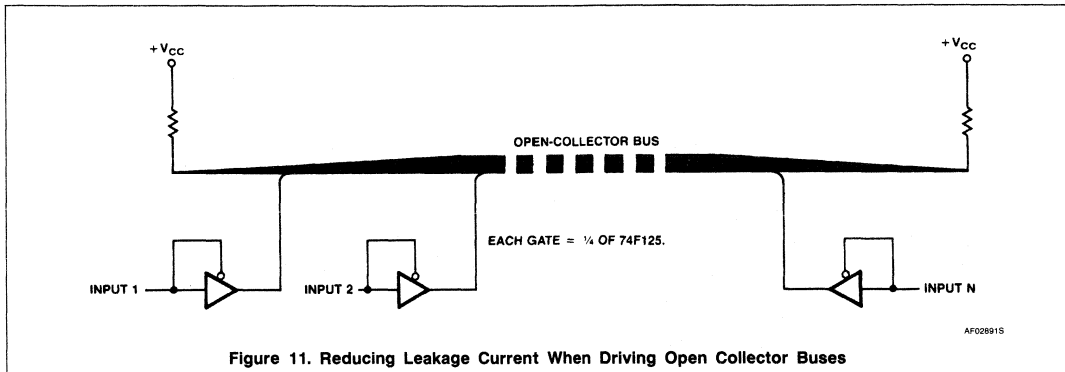 +VCC
+VCC
OPEN-COLLECTOR BUS
EACH GATE = ¼ OF 74F125.
INPUT 1
INPUT 2
INPUT N
AF02891S
Figure 11. Reducing Leakage Current When Driving Open Collector Buses